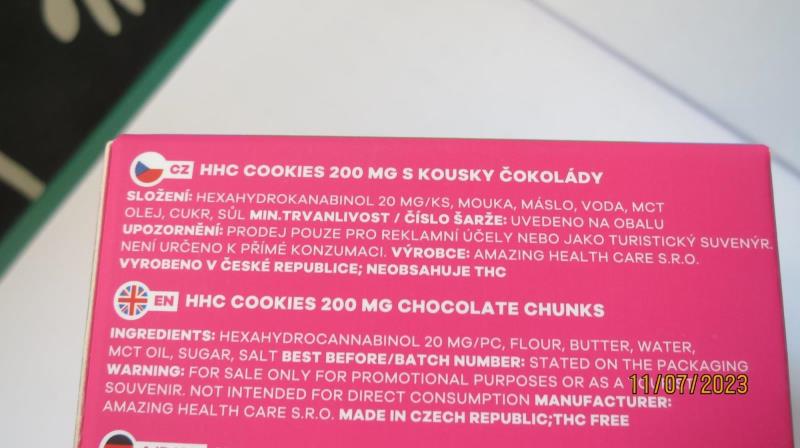 CZ HHC COOKIES 200 MG S KOUSKY ČOKOLÁDY
SLOŽENÍ: HEXAHYDROKANABINOL 20 MG/KS, MOUKA, MÁSLO, VODA, MCT
OLEJ, CUKR, SŮL MIN.TRVANLIVOST / ČÍSLO ŠARŽE: UVEDENO NA OBALU
UPOZORNĚNÍ: PRODEJ POUZE PRO REKLAMNÍ ÚČELY NEBO JAKO TURISTICKÝ SUVENÝR.
NENÍ URČENO K PŘÍMÉ KONZUMACI. VÝROBCE: AMAZING HEALTH CARE S.R.O.
VYROBENO V ČESKÉ REPUBLICE; NEOBSAHUJE THC
EN HHC COOKIES 200 MG CHOCOLATE CHUNKS
INGREDIENTS: HEXAHYDROCANNABINOL 20 MG/PC, FLOUR, BUTTER, WATER,
MCT OIL, SUGAR, SALT BEST BEFORE/BATCH NUMBER: STATED ON THE PACKAGING
WARNING: FOR SALE ONLY FOR PROMOTIONAL PURPOSES OR AS A
SOUVENIR. NOT INTENDED FOR DIRECT CONSUMPTION MANUFACTURER:
AMAZING HEALTH CARE S.R.O. MADE IN CZECH REPUBLIC;THC FREE
11/07/2023